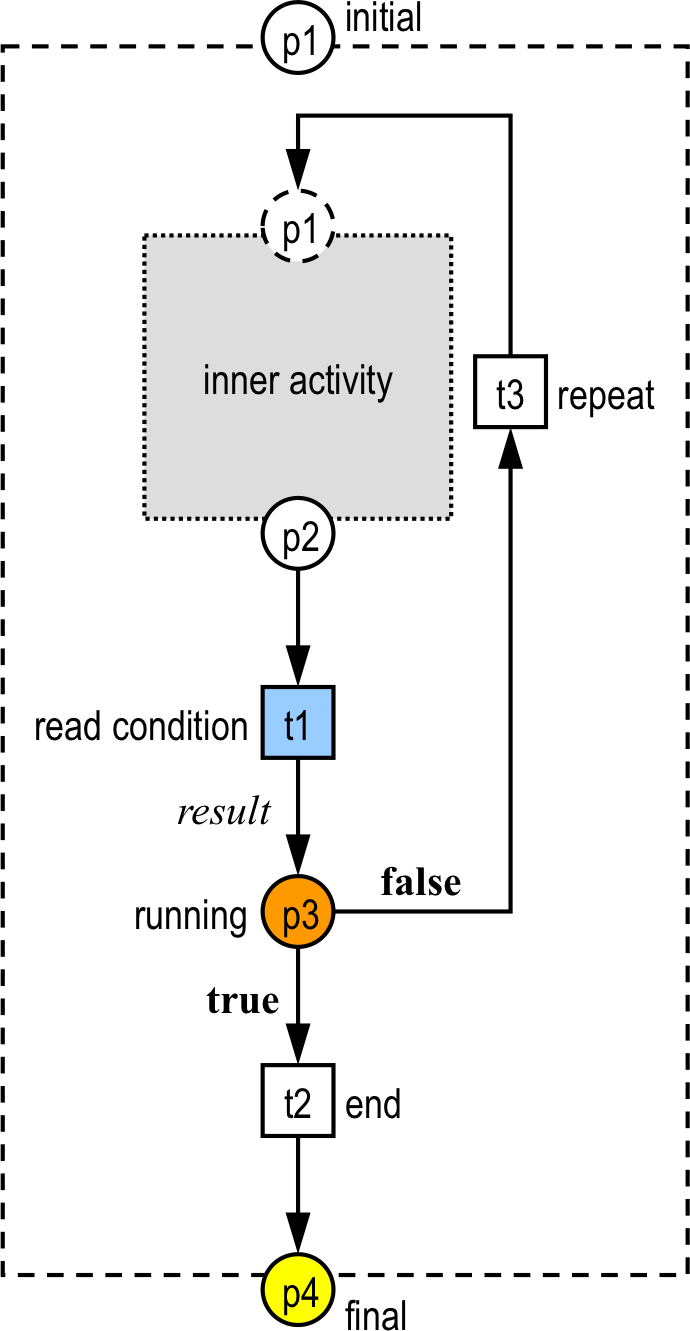 p1 initial
p1
inner activity
t3 repeat
p2
read condition t1
result
false
running p3
true
t2 end
p4 final